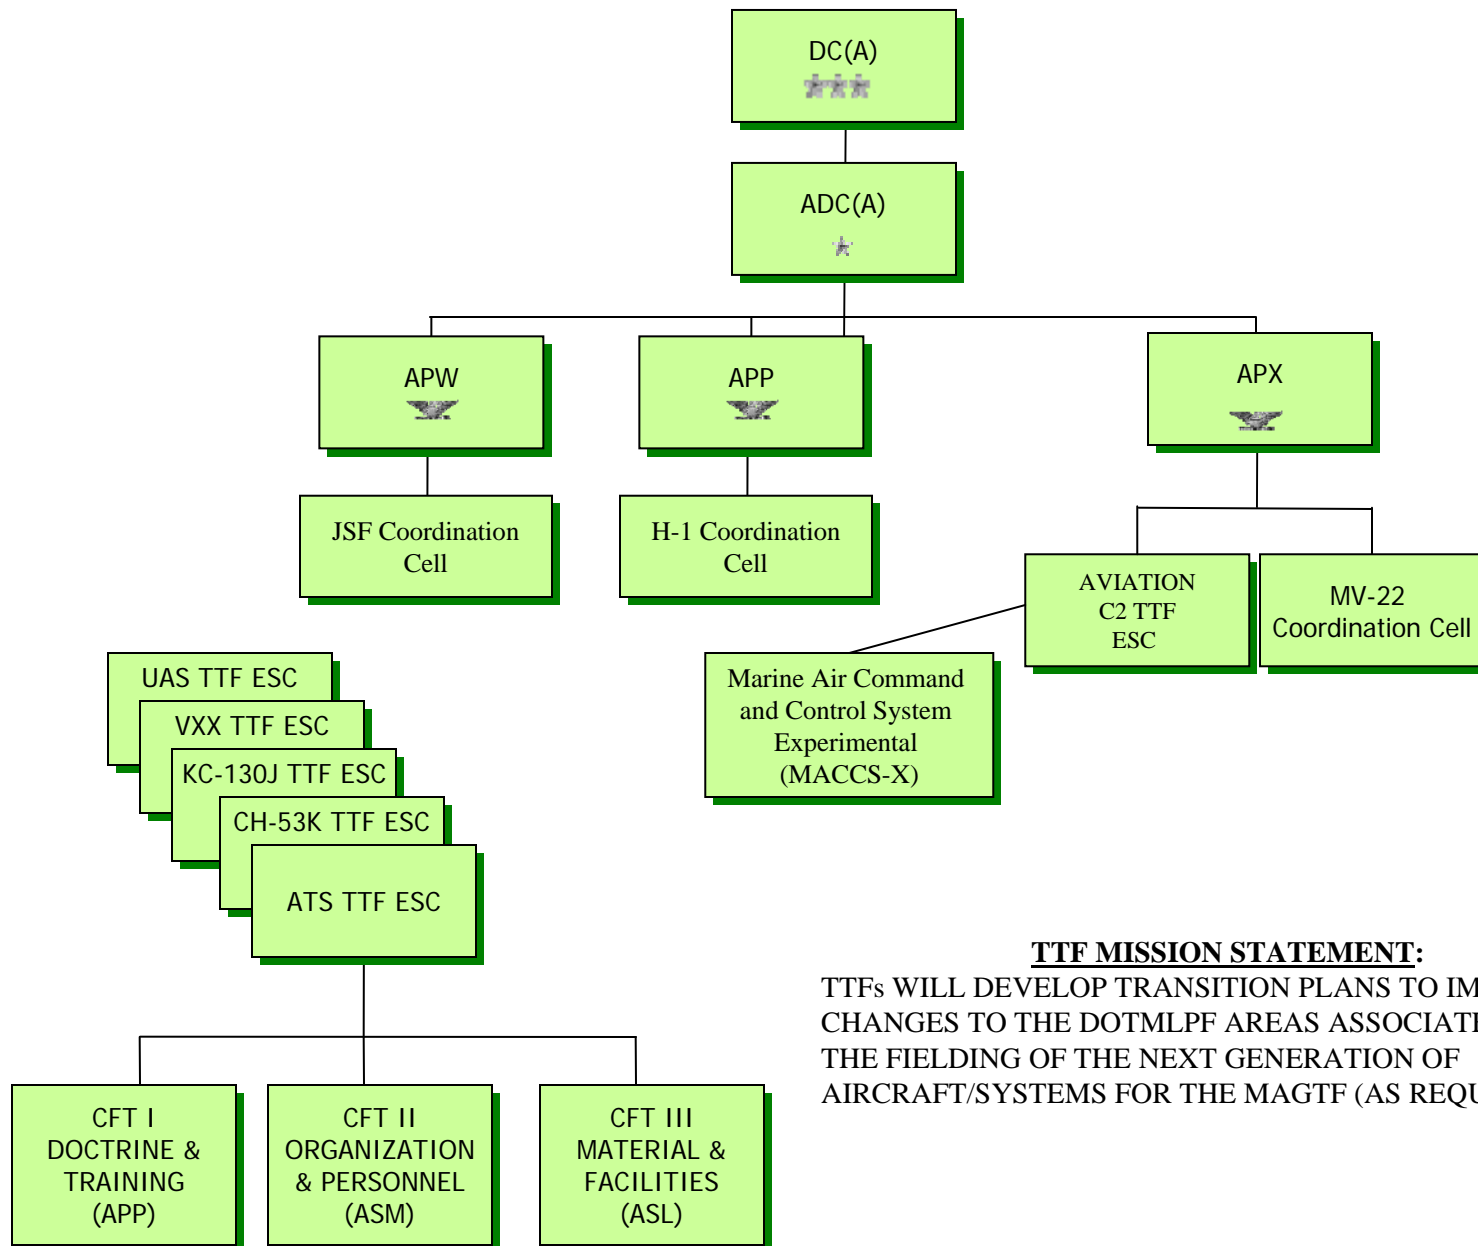 DC(A)
ADC(A)
APW
APP
APX
JSF Coordination
Cell
H-1 Coordination
Cell
AVIATION
C2 TTF
ESC
MV-22
Coordination Cell
Marine Air Command
and Control System
Experimental
(MACCS-X)
UAS TTF ESC
VXX TTF ESC
KC-130J TTF ESC
CH-53K TTF ESC
ATS TTF ESC
TTF MISSION STATEMENT:
TTFs WILL DEVELOP TRANSITION PLANS TO
CHANGES TO THE DOTMLPF AREAS
THE FIELDING OF THE NEXT GENERATION OF
AIRCRAFT/SYSTEMS FOR THE MAGTF (AS
CFT I
DOCTRINE &
TRAINING
(APP)
CFT II
ORGANIZATION
& PERSONNEL
(ASM)
CFT III
MATERIAL &
FACILITIES
(ASL)